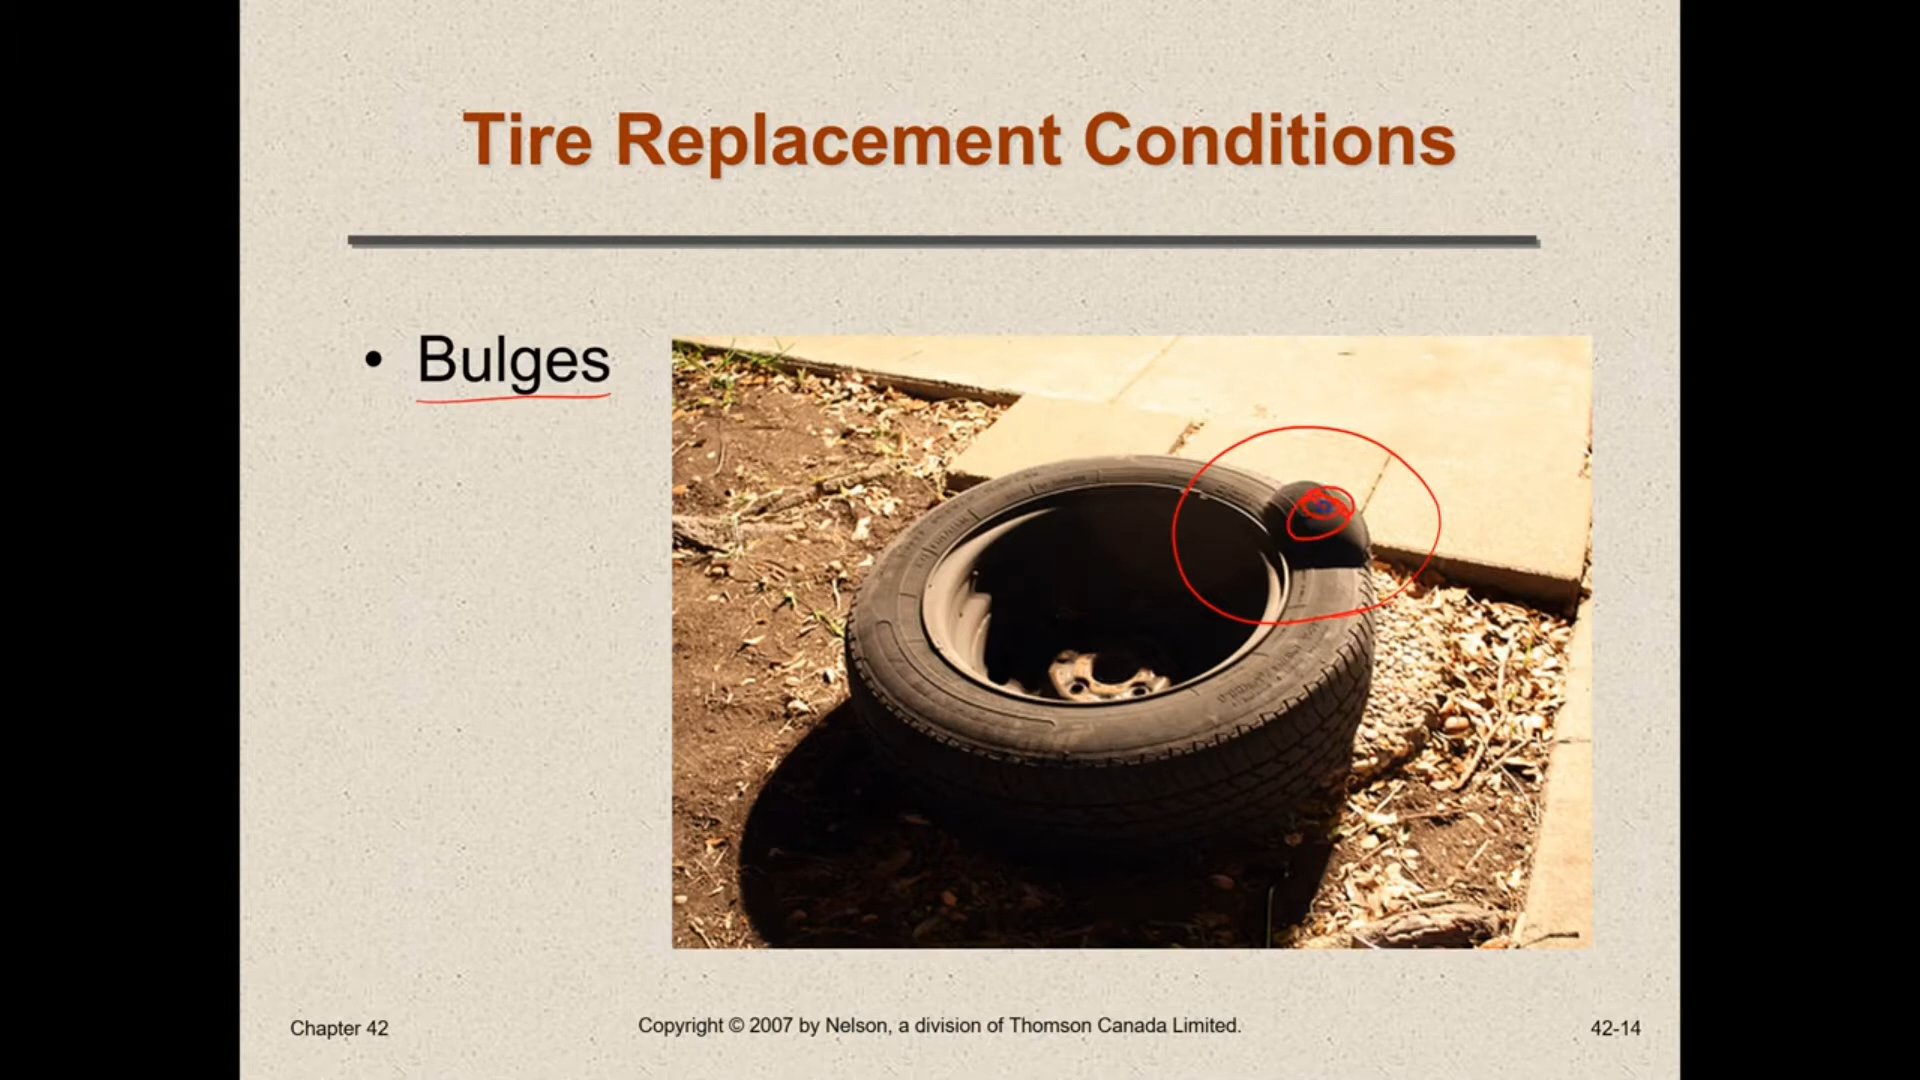 Tire Replacement Conditions
• Bulges
Chapter 42
Copyright © 2007 by Nelson, a division of Thomson Canada Limited.
42-14